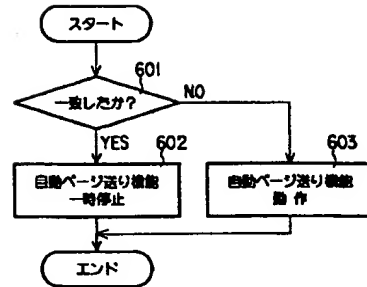 スタート
601
一致したか?
NO
YES
602
603
自動ページ送り機能
一時停止
自動ページ送り機能
動作
エンド